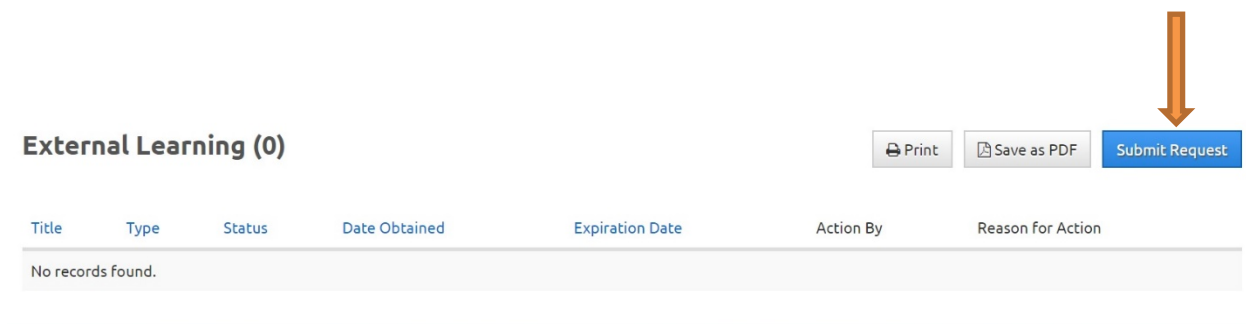 External Learning (0)
Print
Save as PDF
Submit Request
Title Type Status Date Obtained Expiration Date Action By Reason for Action
No records found.